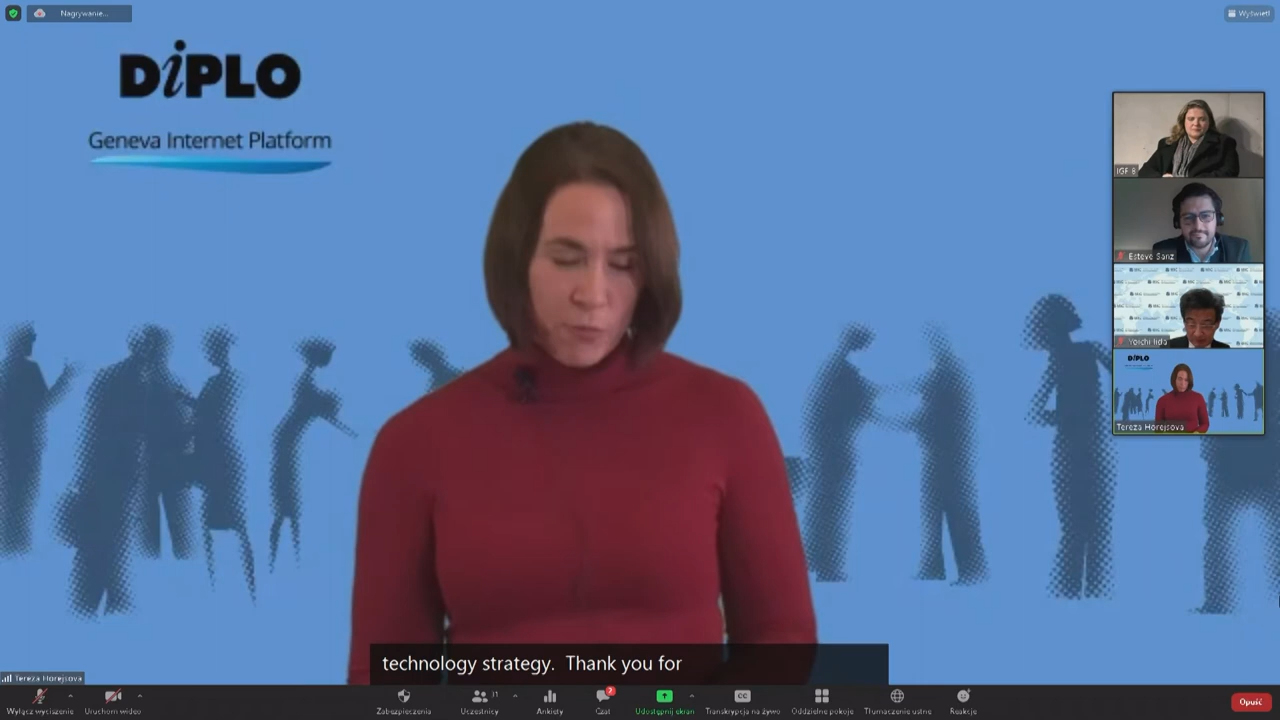 Nagrywanie...
Wyświetl
DiPLO
Geneva Internet Platform
IGF 8
Esteve Sanz
Yoichi Iida
DiPLO
Tereza Horejsova
technology strategy. Thank you for
Tereza Horejsova
Wyłącz wyciszenie
Uruchom wideo
Zabezpieczenia
Uczestnicy
31
Ankiety
Czat
2
Udostępnij ekran
CC
Transkrypcja na żywo
Oddzielne pokoje
Tłumaczenie ustne
Reakcje
Opuść